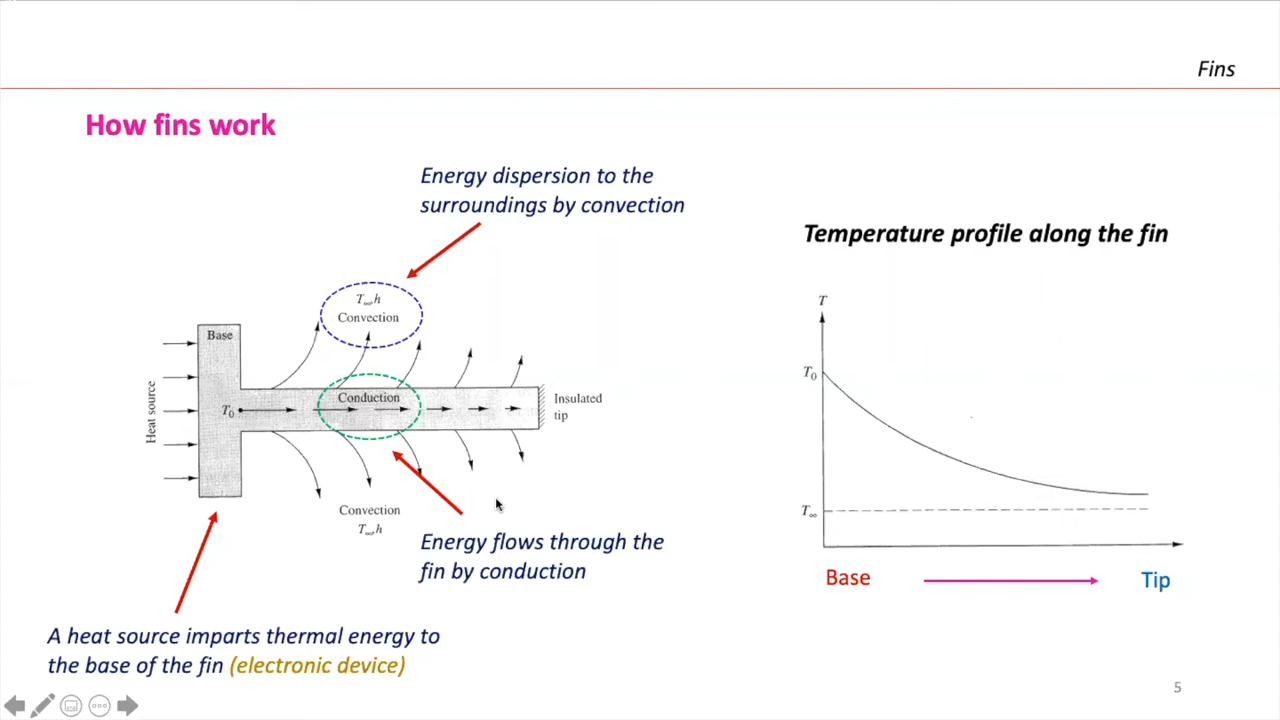 Fins
How fins work
Energy dispersion to the
surroundings by convection
Temperature profile along the fin
T∞, h
Convection
Base
Heat source
T₀
Conduction
Insulated
tip
Convection
T∞, h
Energy flows through the
fin by conduction
A heat source imparts thermal energy to
the base of the fin (electronic device)
T
T₀
T∞
Base
Tip
5